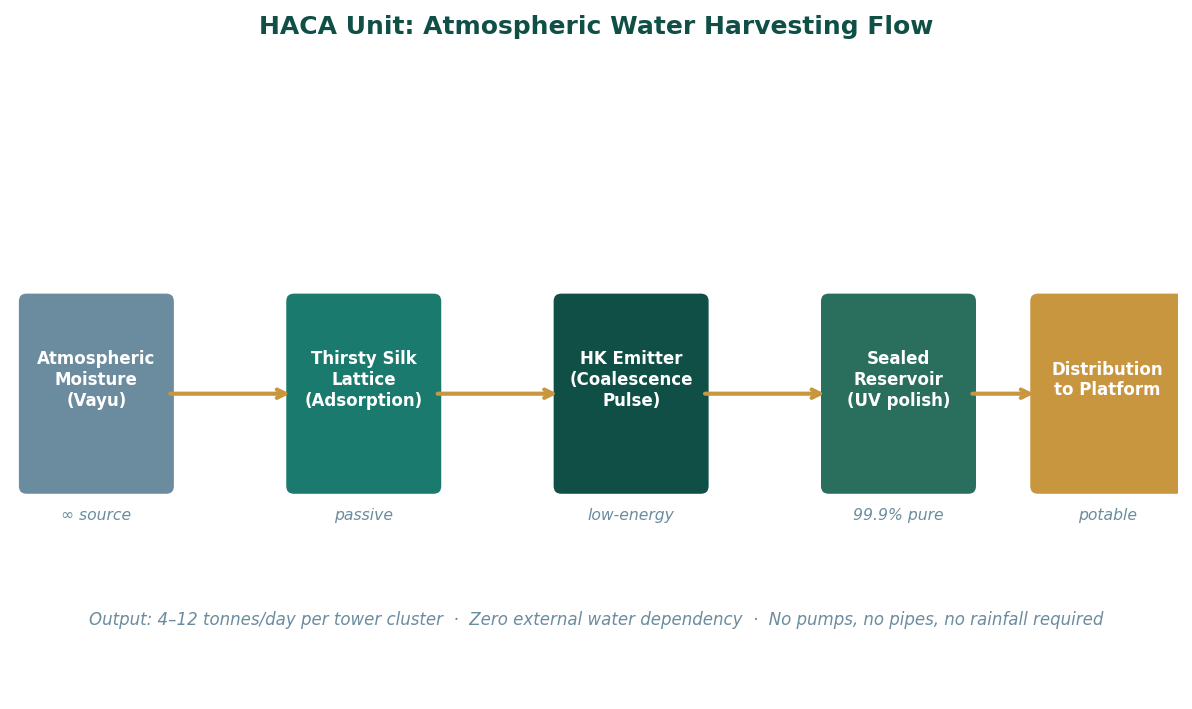 HACA Unit: Atmospheric Water Harvesting Flow
Atmospheric
Moisture
(Vayu)
Thirsty Silk
Lattice
(Adsorption)
HK Emitter
(Coalescence
Pulse)
Sealed
Reservoir
(UV polish)
Distribution
to Platform
∞ source
passive
low-energy
99.9% pure
potable
Output: 4–12 tonnes/day per tower cluster · Zero external water dependency · No pumps, no pipes, no rainfall required